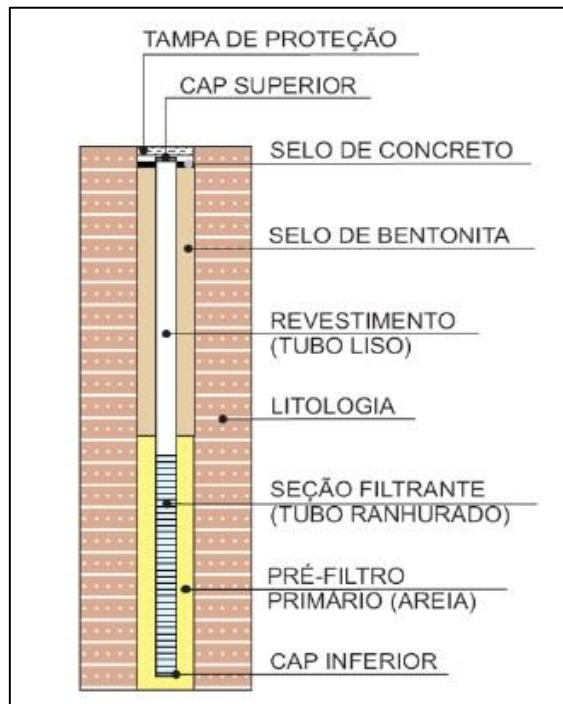 TAMPA DE PROTEÇÃO
CAP SUPERIOR
SELO DE CONCRETO
SELO DE BENTONITA
REVESTIMENTO
(TUBO LISO)
LITOLOGIA
SEÇÃO FILTRANTE
(TUBO RANHURADO)
PRÉ-FILTRO
PRIMÁRIO (AREIA)
CAP INFERIOR